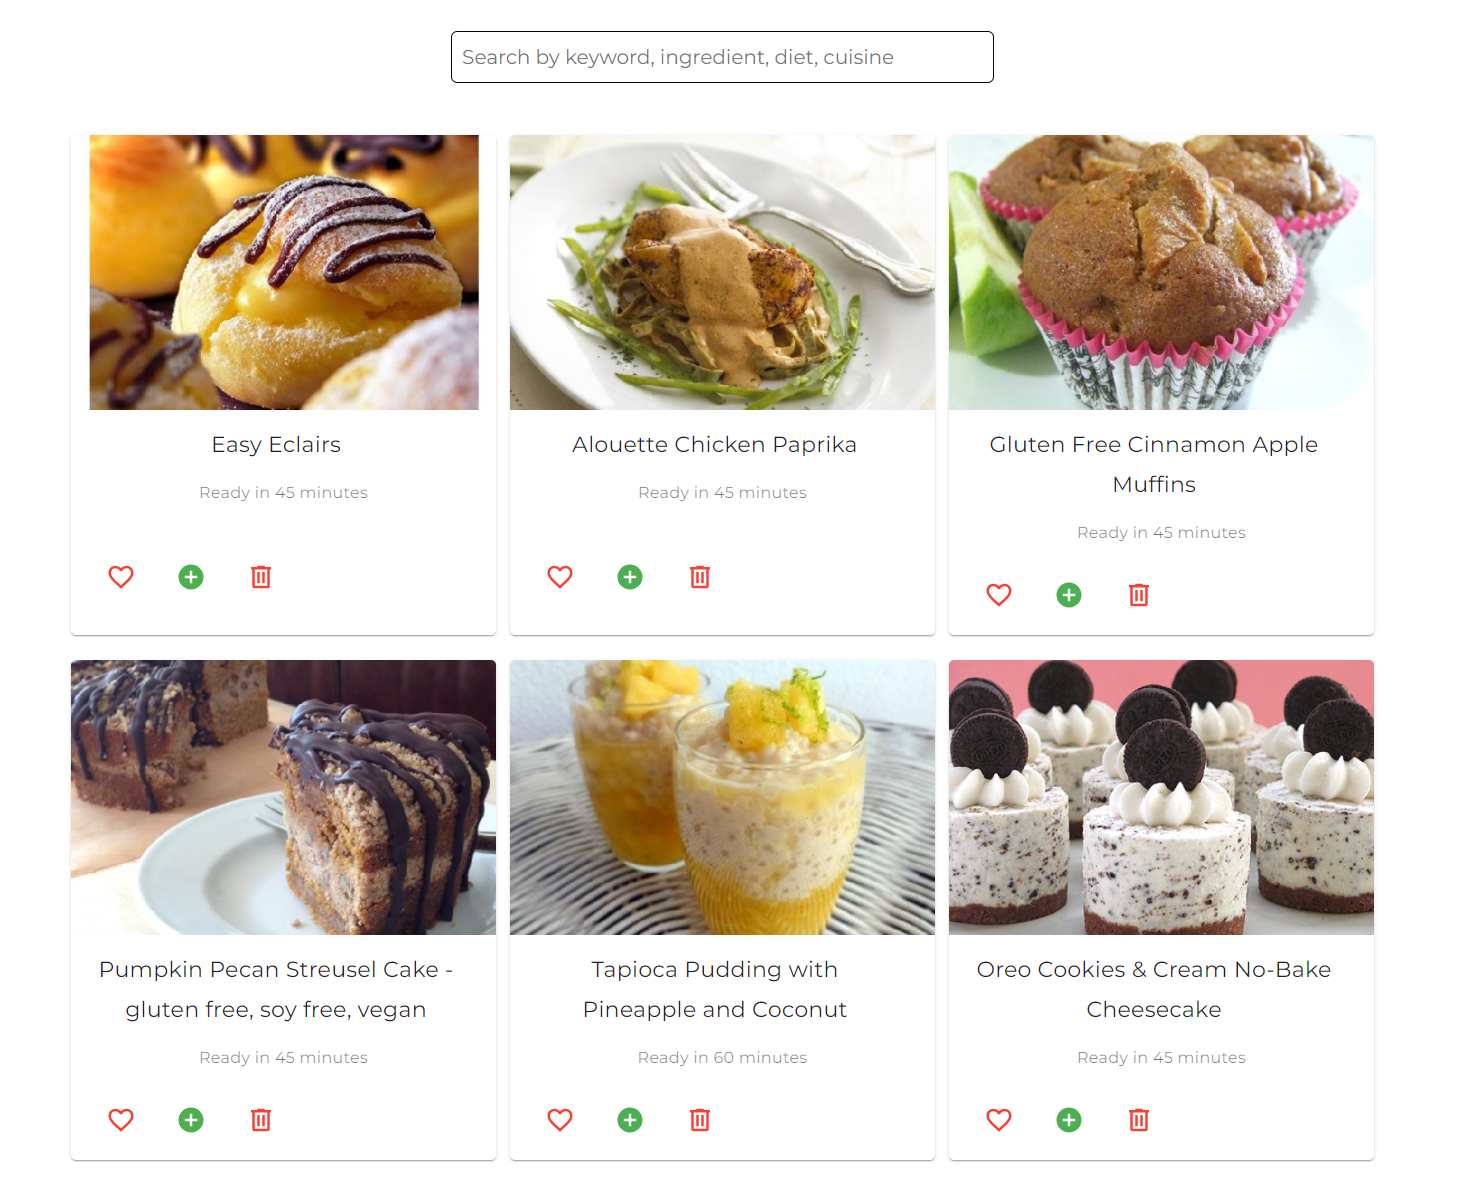 Search by keyword, ingredient, diet, cuisine
Easy Eclairs
Ready in 45 minutes
Alouette Chicken Paprika
Ready in 45 minutes
Gluten Free Cinnamon Apple
Muffins
Ready in 45 minutes
Pumpkin Pecan Streusel Cake -
gluten free, soy free, vegan
Ready in 45 minutes
Tapioca Pudding with
Pineapple and Coconut
Ready in 60 minutes
Oreo Cookies & Cream No-Bake
Cheesecake
Ready in 45 minutes